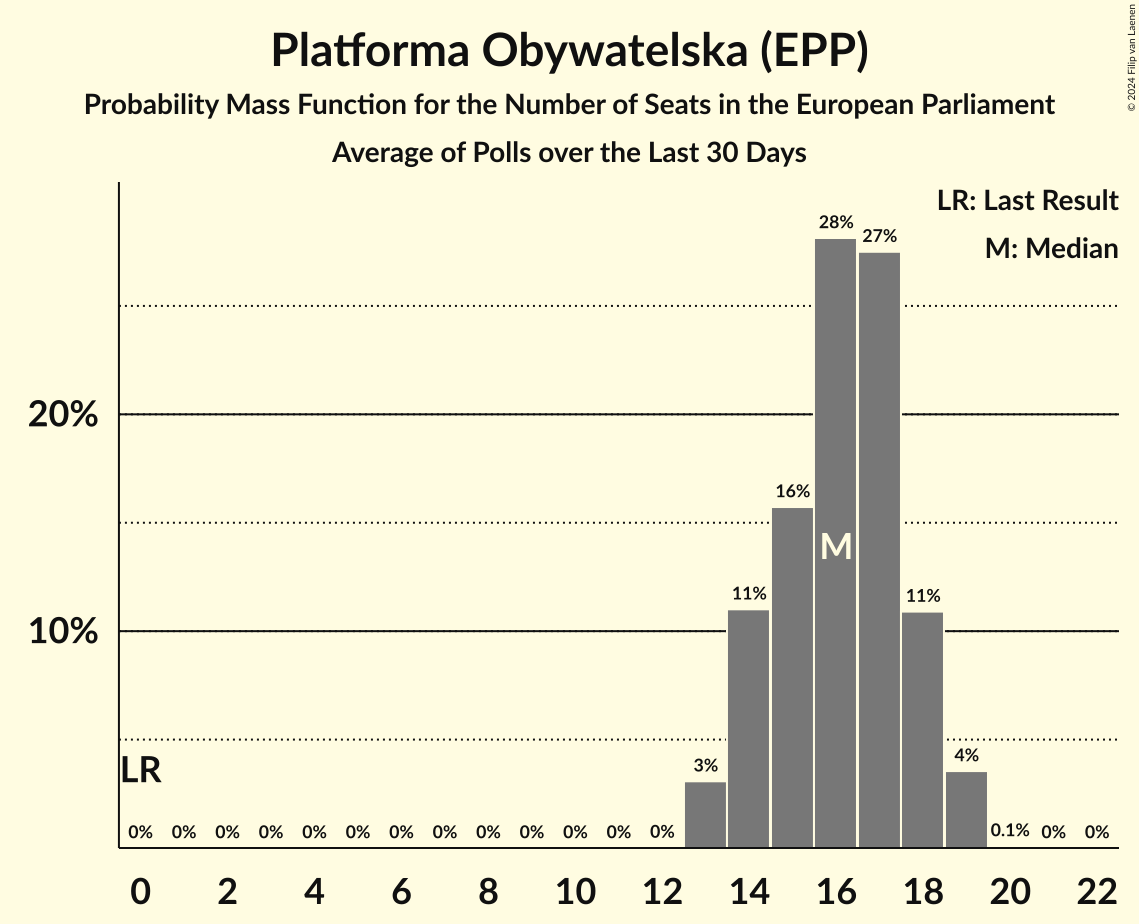 Platforma Obywatelska (EPP)
Probability Mass Function for the Number of Seats in the European Parliament
Average of Polls over the Last 30 Days
© 2024 Filip van Laenen
LR: Last Result
M: Median
28%
27%
20%
16%
M
11%
11%
10%
LR
3%
4%
0% 0% 0% 0% 0% 0% 0% 0% 0% 0% 0% 0% 0% 0.1% 0% 0%
0 2 4 6 8 10 12 14 16 18 20 22